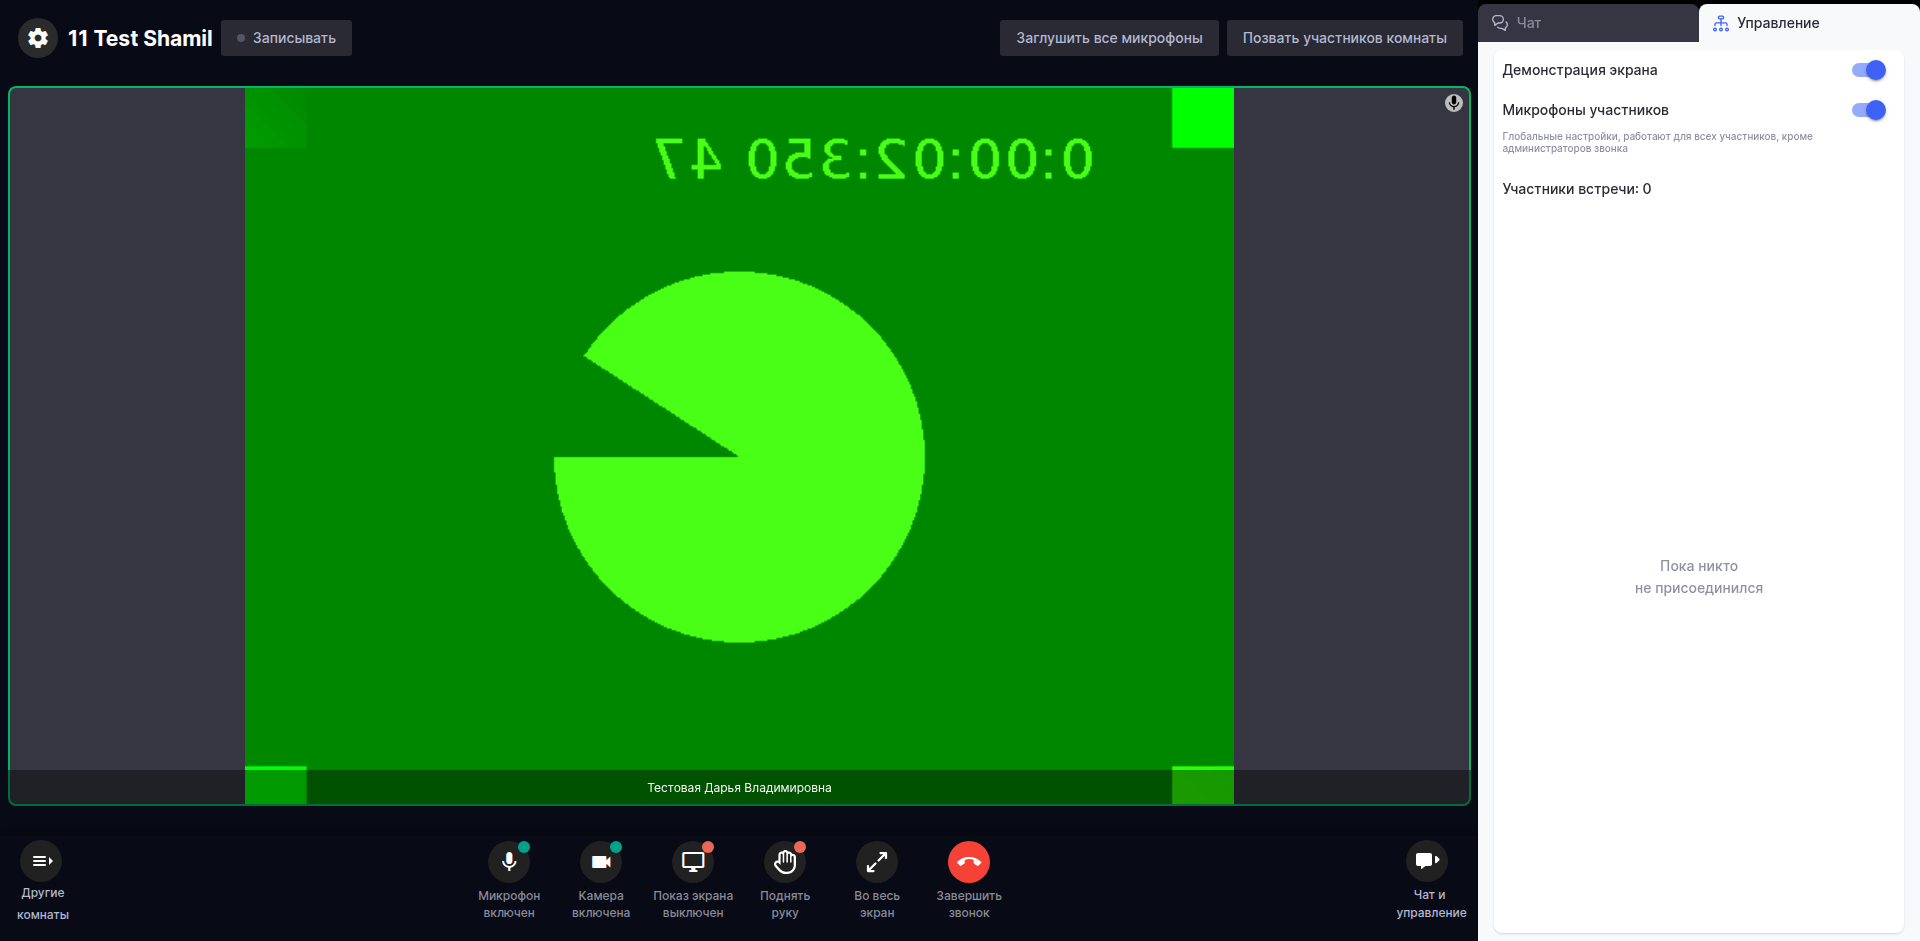 11 Test Shamil
Записывать
Заглушить все микрофоны
Позвать участников комнаты
Чат
Управление
Демонстрация экрана
Микрофоны участников
Глобальные настройки, работают для всех участников, кроме
администраторов звонка
Участники встречи: 0
Пока никто
не присоединился
0:00:02:350 47
Тестовая Дарья Владимировна
Другие
комнаты
Микрофон
включен
Камера
включена
Показ экрана
выключен
Поднять
руку
Во весь
экран
Завершить
звонок
Чат и
управление